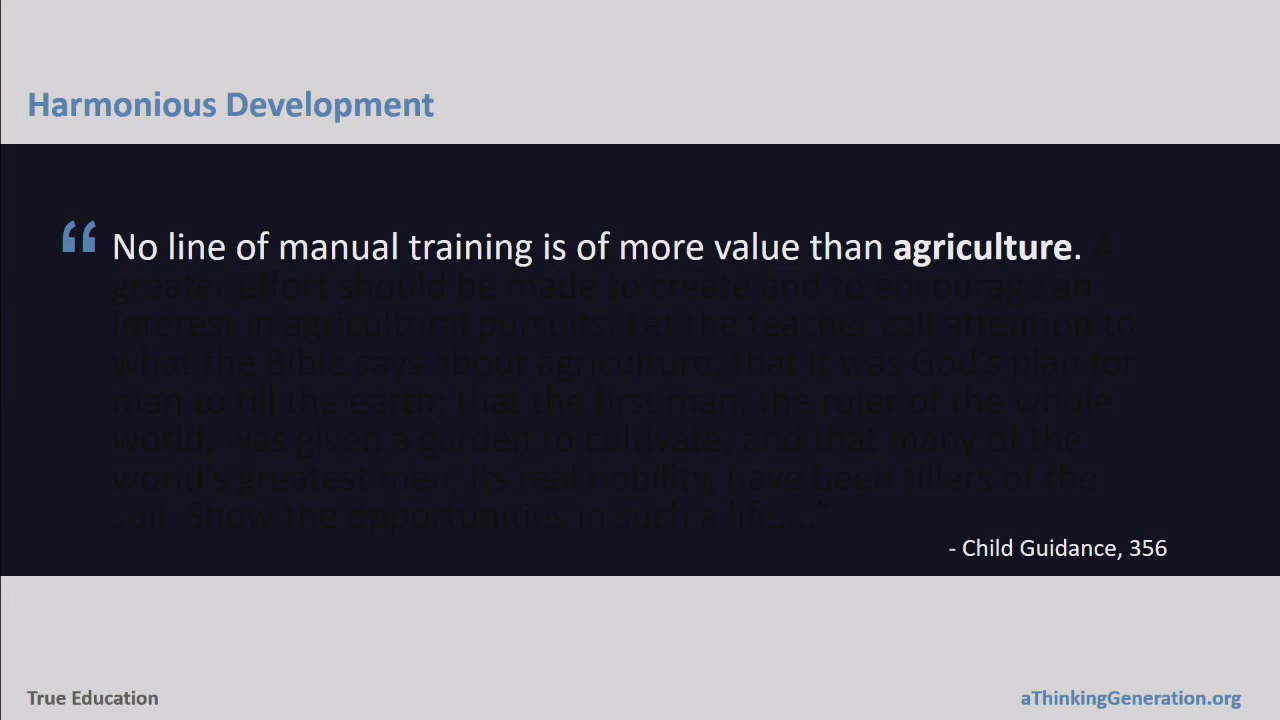 Harmonious Development
“ No line of manual training is of more value than agriculture. A
greater effort should be made to create and to encourage an
interest in agricultural pursuits. Let the teacher call attention to
what the Bible says about agriculture; that it was God's plan for
man to till the earth; that the first man, the ruler of the whole
world, was given a garden to cultivate; and that many of the
world's greatest men, its real nobility, have been tillers of the
soil. Show the opportunities in such a life....”
- Child Guidance, 356
True Education
aThinkingGeneration.org